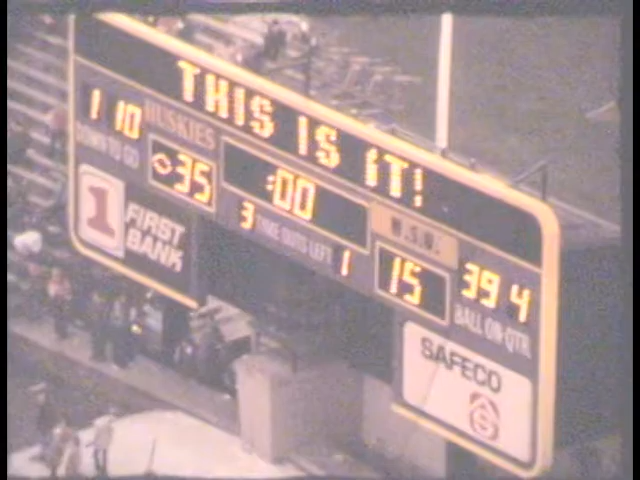 THIS IS IT!
1 10 HUSKIES
DOWN TO GO
35 :00 W.S.U.
3 TIME OUTS LEFT 1 15 39 4
BALL ON-QTR
1 FIRST
BANK
SAFECO